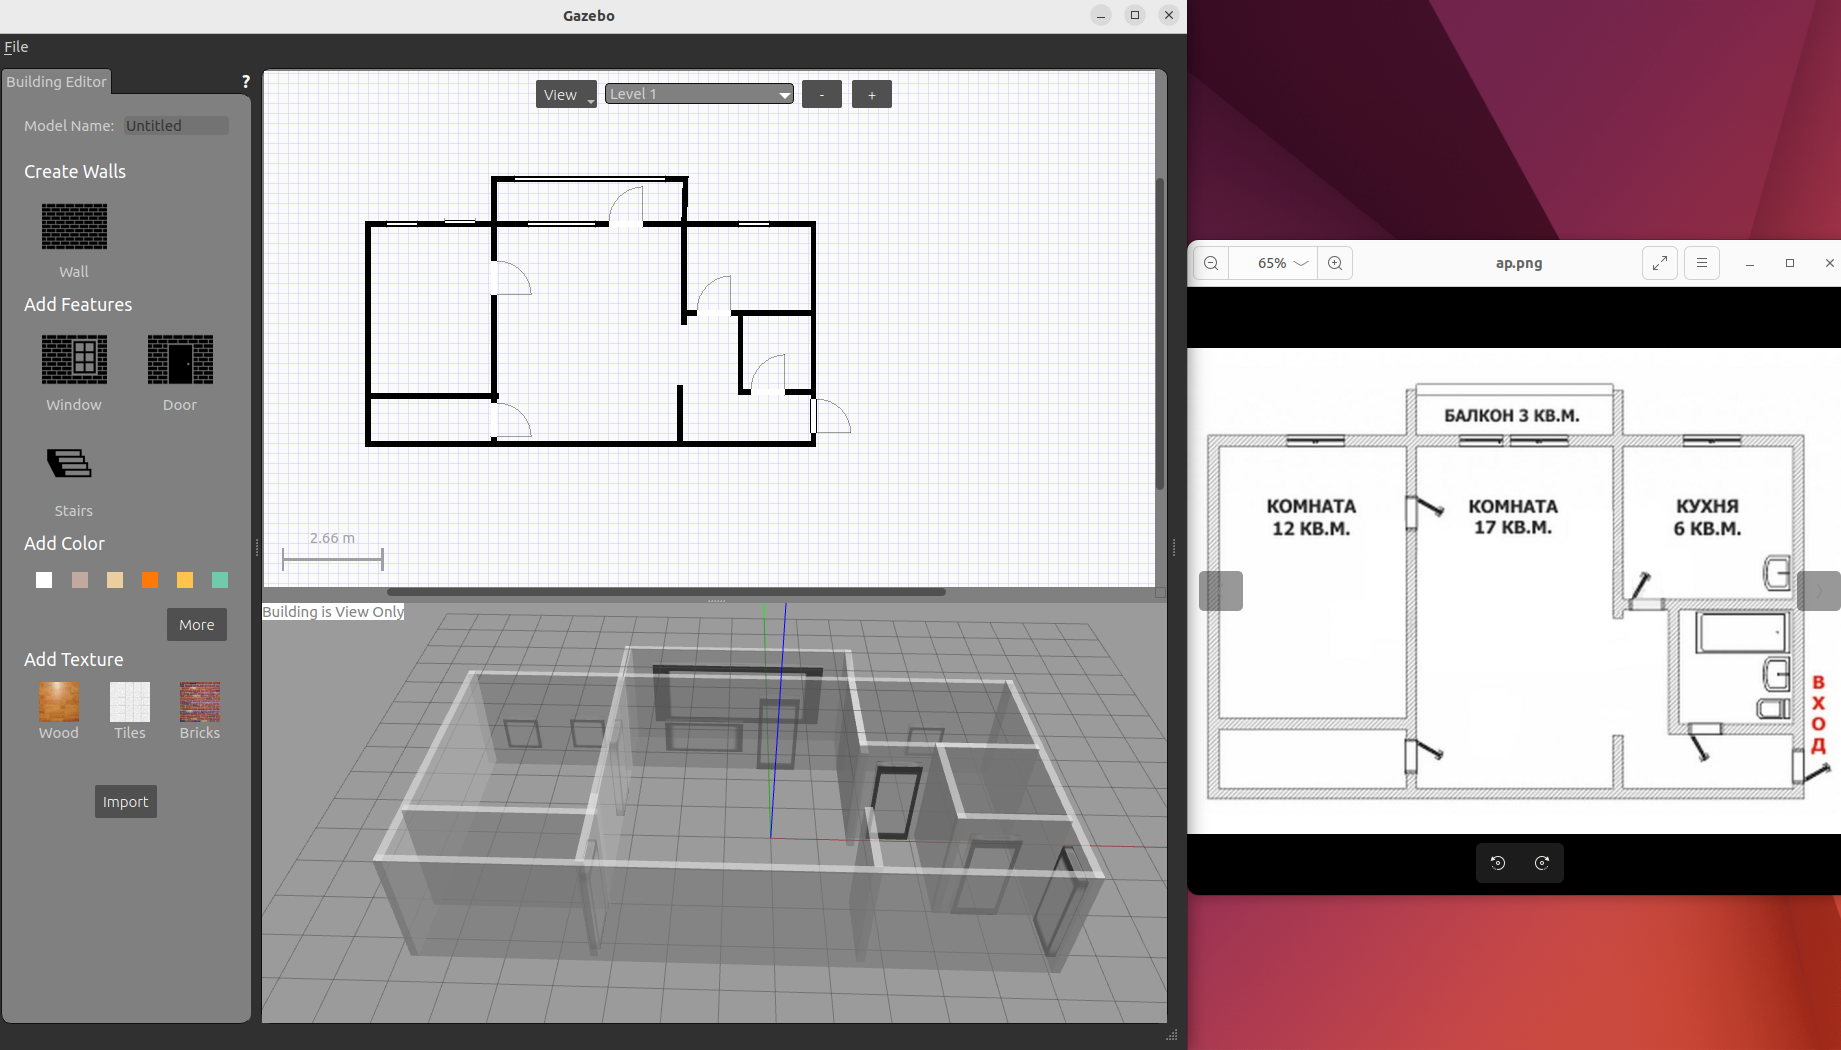 Gazebo
File
Building Editor
?
Model Name: Untitled
Create Walls
Wall
Add Features
Window Door
Stairs
Add Color
More
Add Texture
Wood Tiles Bricks
Import
View Level 1 - +
2.66 m
Building is View Only
65% ap.png
БАЛКОН 3 КВ.М.
КОМНАТА
12 КВ.М.
КОМНАТА
17 КВ.М.
КУХНЯ
6 КВ.М.
ВХОД